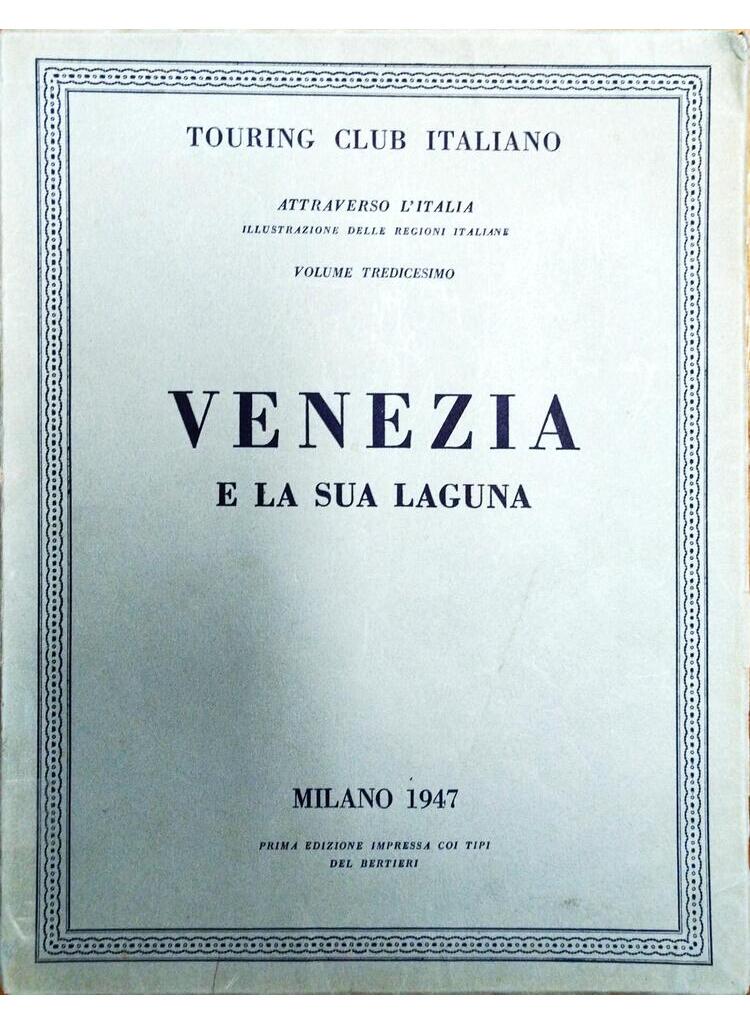 TOURING CLUB ITALIANO
ATTRAVERSO L'ITALIA
ILLUSTRAZIONE DELLE REGIONI ITALIANE
VOLUME TREDICESIMO
VENEZIA
E LA SUA LAGUNA
MILANO 1947
PRIMA EDIZIONE IMPRESSA COI TIPI
DEL BERTIERI